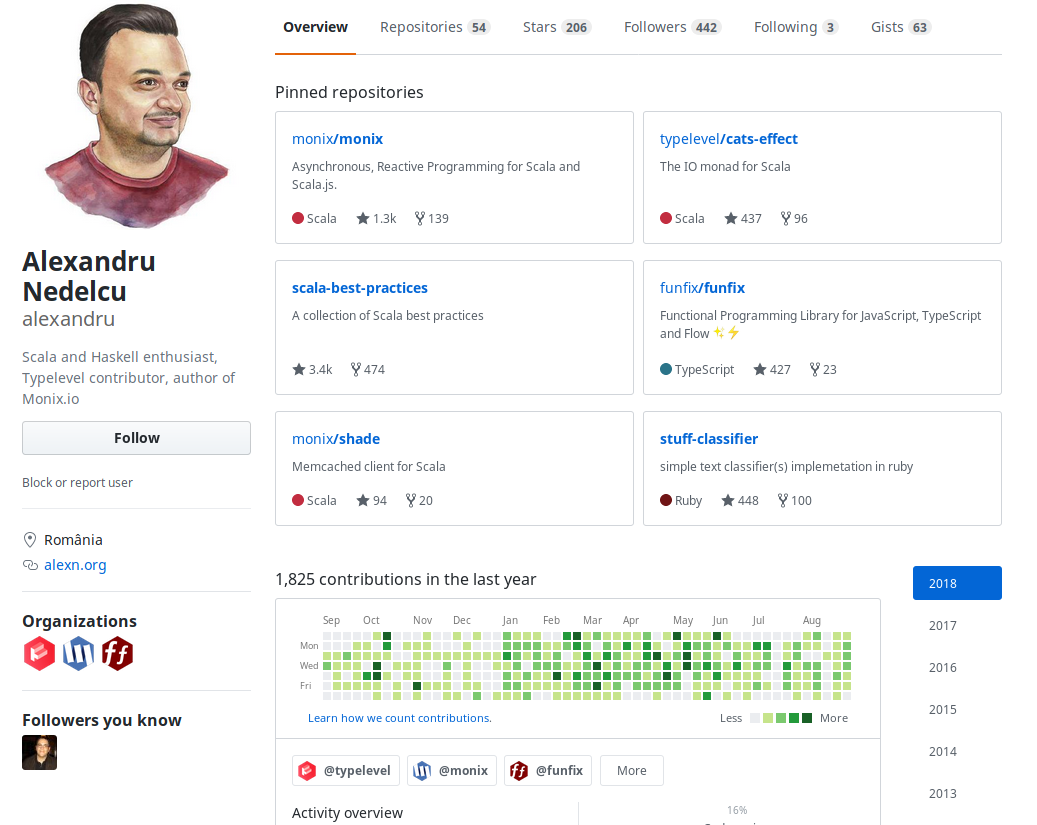 Overview Repositories 54 Stars 206 Followers 442 Following 3 Gists 63
Alexandru
Nedelcu
alexandru
Scala and Haskell enthusiast,
Typelevel contributor, author of
Monix.io
Follow
Block or report user
România
alexn.org
Organizations
Followers you know
Pinned repositories
monix/monix
Asynchronous, Reactive Programming for Scala and
Scala.js.
Scala 1.3k 139
typelevel/cats-effect
The IO monad for Scala
Scala 437 96
scala-best-practices
A collection of Scala best practices
3.4k 474
funfix/funfix
Functional Programming Library for JavaScript, TypeScript
and Flow ✨⚡
TypeScript 427 23
monix/shade
Memcached client for Scala
Scala 94 20
stuff-classifier
simple text classifier(s) implemetation in ruby
Ruby 448 100
1,825 contributions in the last year
Sep Oct Nov Dec Jan Feb Mar Apr May Jun Jul Aug
Mon
Wed
Fri
Learn how we count contributions.
Less More
@typelevel @monix @funfix More
Activity overview
16%
2018
2017
2016
2015
2014
2013